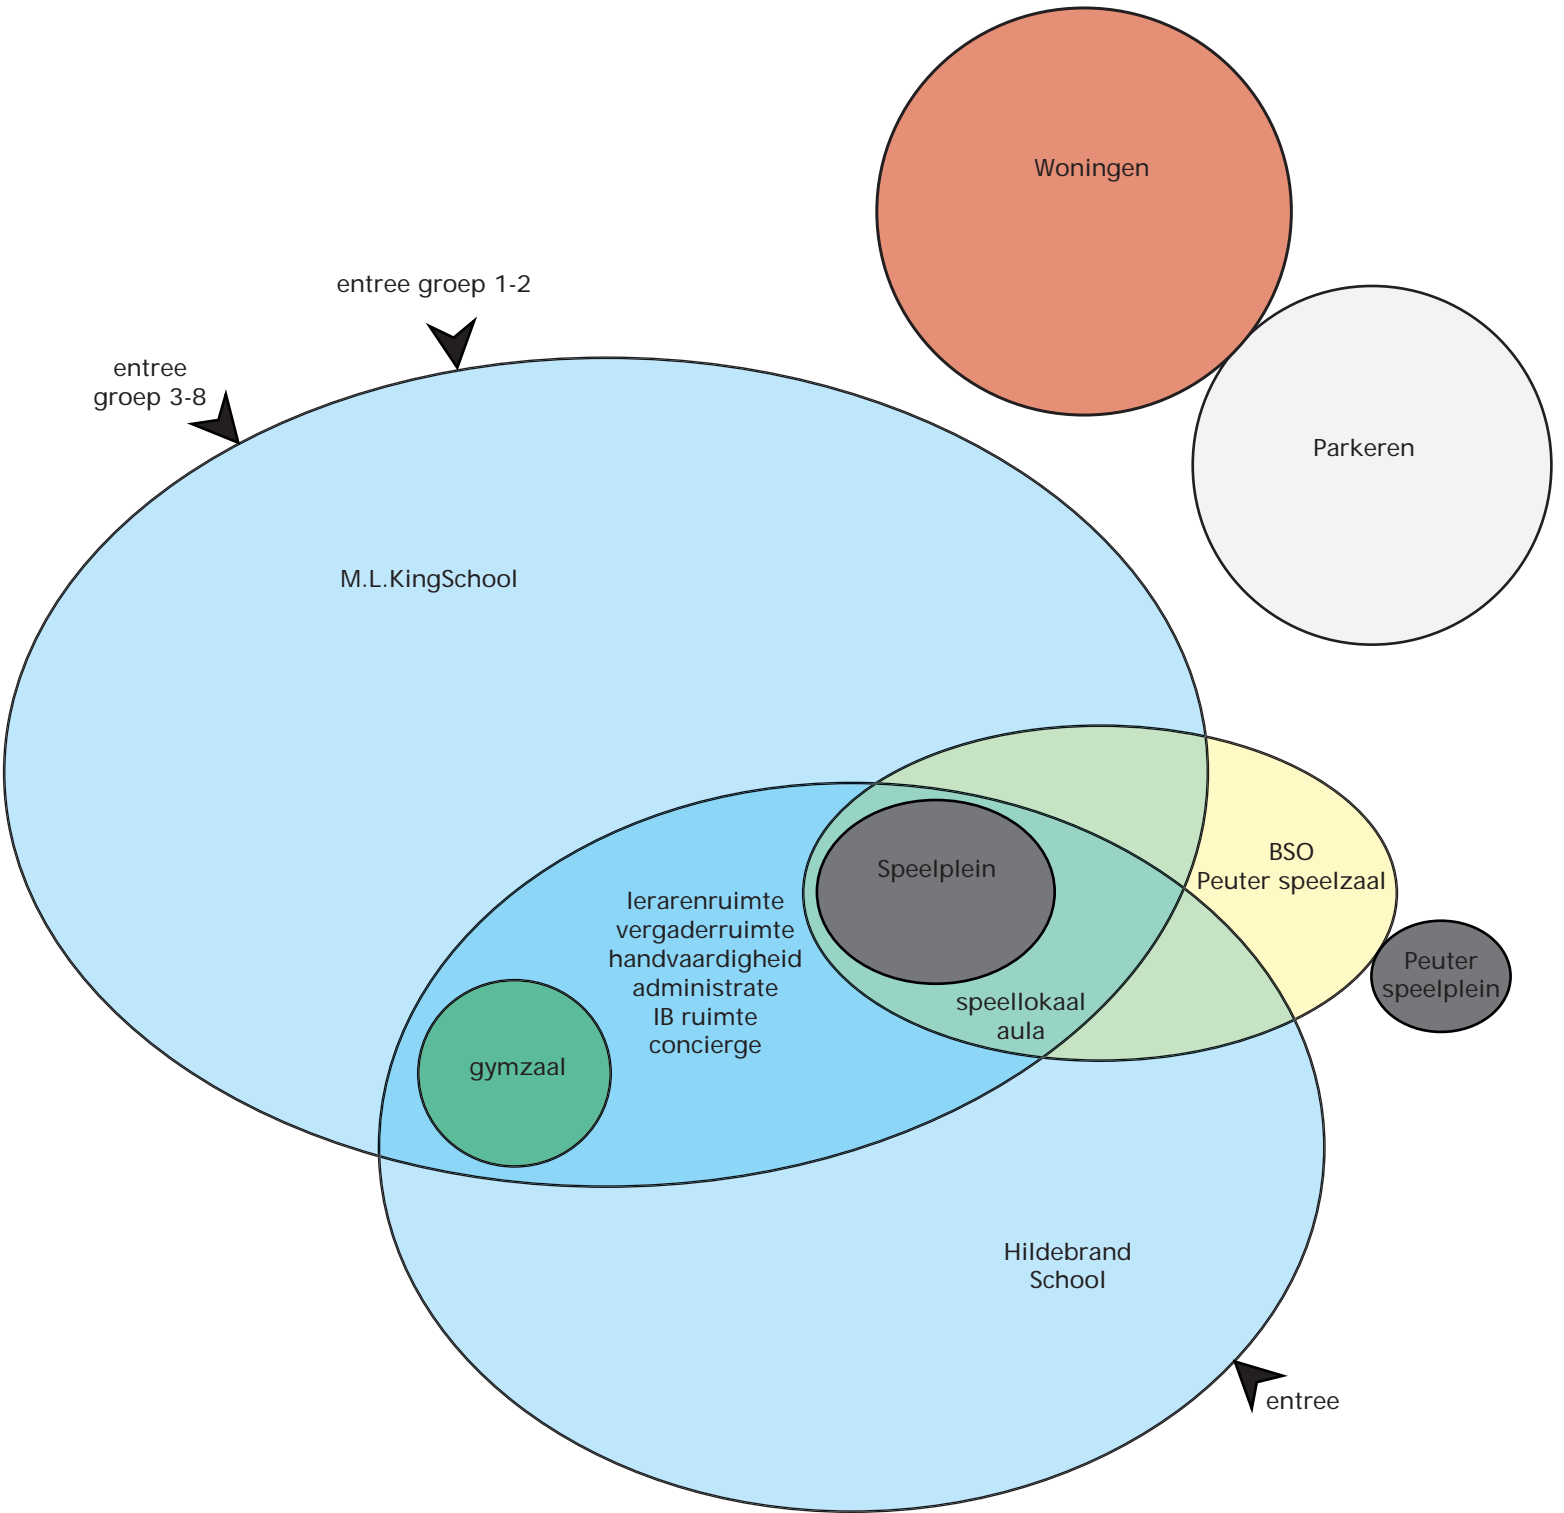 Woningen
entree groep 1-2
entree
groep 3-8
Parkeren
M.L.KingSchool
BSO
Peuter speelzaal
Speelplein
lerarenruimte
vergaderruimte
handvaardigheid
administrate
IB ruimte
concierge
Peuter
speelplein
speellokaal
aula
gymzaal
Hildebrand
School
entree